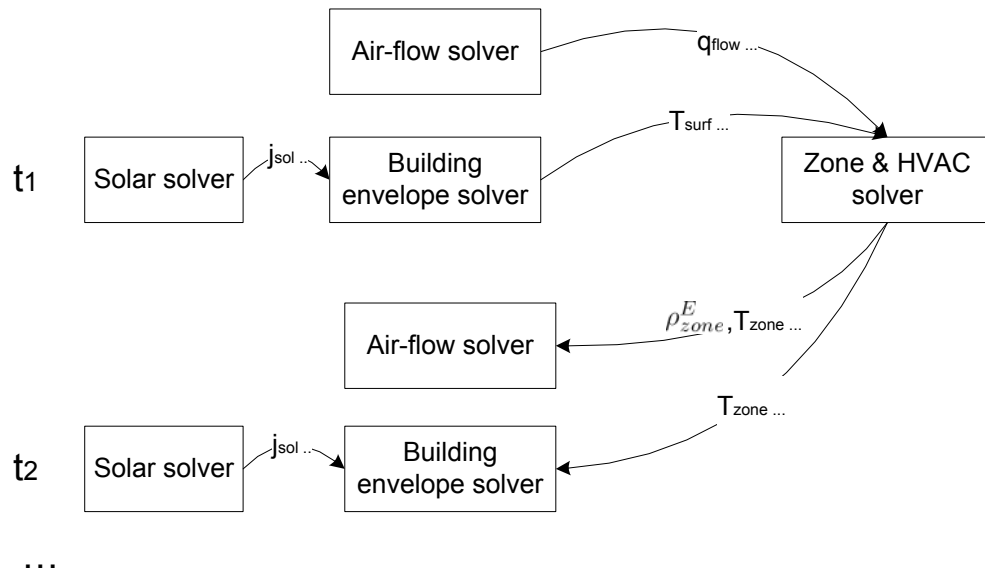 Air-flow solver
qflow ...
Tsurf ...
t1
Solar solver
jsol ..
Building
envelope solver
Zone & HVAC
solver
ρ^E_zone,Tzone ...
Air-flow solver
Tzone ...
t2
Solar solver
jsol ..
Building
envelope solver
...